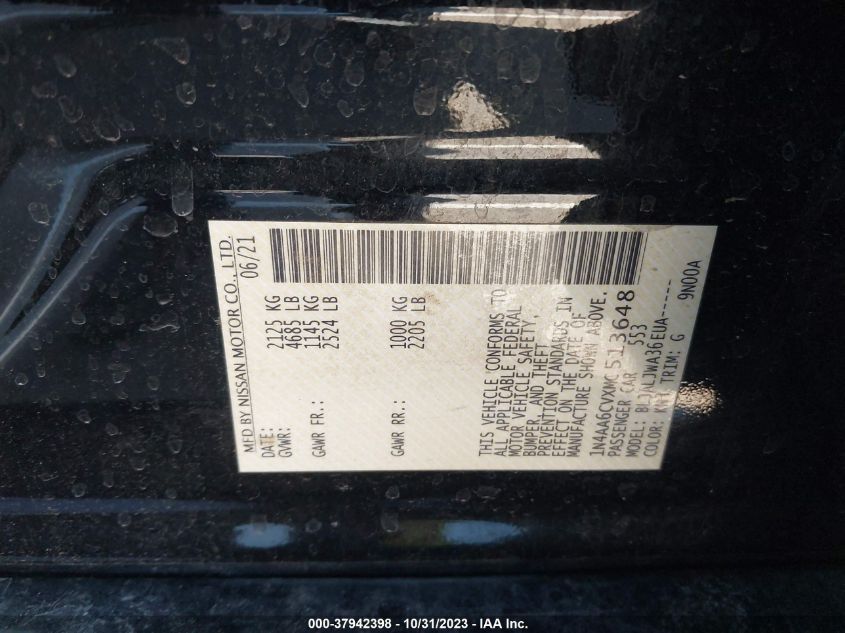 MFD BY NISSAN MOTOR CO., LTD.
DATE: 06/21
GVWR: 2125 KG
4685 LB
GAWR FR.: 1145 KG
2524 LB
GAWR RR.: 1000 KG
2205 LB
THIS VEHICLE CONFORMS TO
ALL APPLICABLE FEDERAL
MOTOR VEHICLE SAFETY,
BUMPER, AND THEFT
PREVENTION STANDARDS IN
EFFECT ON THE DATE OF
MANUFACTURE SHOWN ABOVE.
1N4AA6CVXMC513648
PASSENGER CAR 553
MODEL:
COLOR: TRIM: G 9N00A
000-37942398 - 10/31/2023 - IAA Inc.